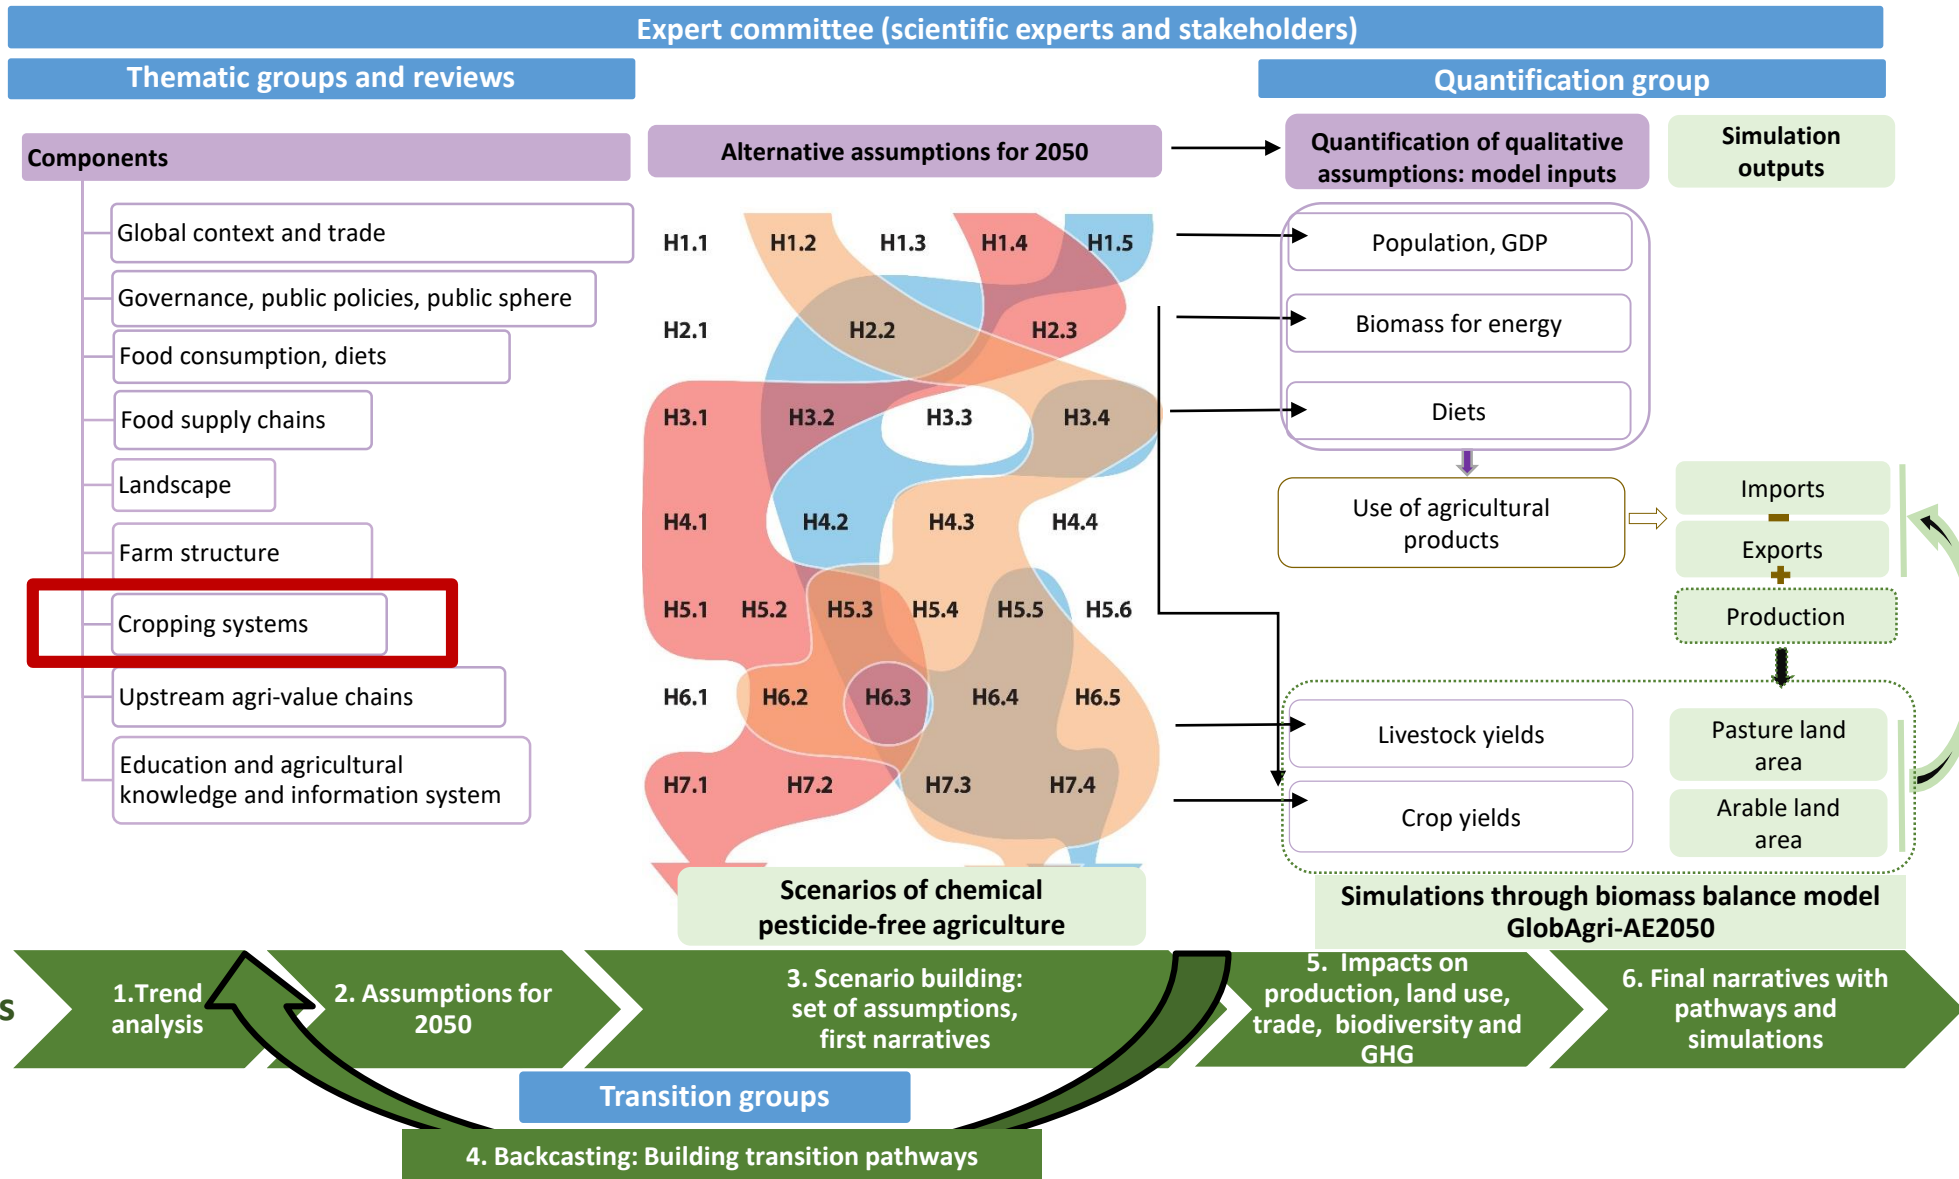 Expert committee (scientific experts and stakeholders)
Thematic groups and reviews
Quantification group
Components
Global context and trade
Governance, public policies, public sphere
Food consumption, diets
Food supply chains
Landscape
Farm structure
Cropping systems
Upstream agri-value chains
Education and agricultural
knowledge and information system
Alternative assumptions for 2050
H1.1 H1.2 H1.3 H1.4 H1.5
H2.1 H2.2 H2.3
H3.1 H3.2 H3.3 H3.4
H4.1 H4.2 H4.3 H4.4
H5.1 H5.2 H5.3 H5.4 H5.5 H5.6
H6.1 H6.2 H6.3 H6.4 H6.5
H7.1 H7.2 H7.3 H7.4
Scenarios of chemical
pesticide-free agriculture
Quantification of qualitative
assumptions: model inputs
Population, GDP
Biomass for energy
Diets
Use of agricultural
products
Livestock yields
Crop yields
Simulation
outputs
Imports
Exports
Production
Pasture land
area
Arable land
area
Simulations through biomass balance model
GlobAgri-AE2050
s
1.Trend
analysis
2. Assumptions for
2050
3. Scenario building:
set of assumptions,
first narratives
5. Impacts on
production, land use,
trade, biodiversity and
GHG
6. Final narratives with
pathways and
simulations
Transition groups
4. Backcasting: Building transition pathways